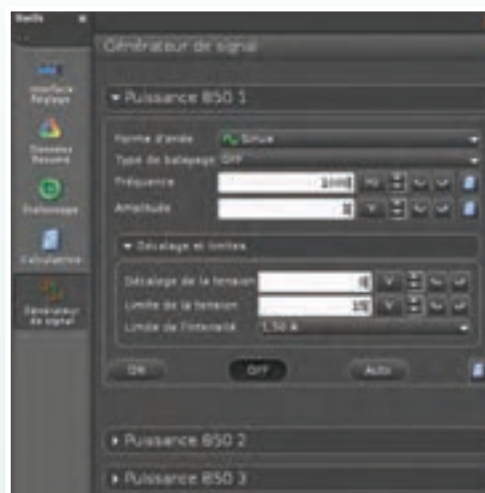 Outils
Générateur de signal
Interface
Réglage
Données
Résumé
Étalonnage
Calculatrice
Générateur
de signal
▾ Puissance 850 1
Forme d'onde Sinus
Type de balayage OFF
Fréquence Hz
Amplitude V
▾ Décalage et limites
Décalage de la tension 0 V
Limite de la tension V
Limite de l'intensité 1,50 A
ON OFF Auto
▸ Puissance 850 2
▸ Puissance 850 3